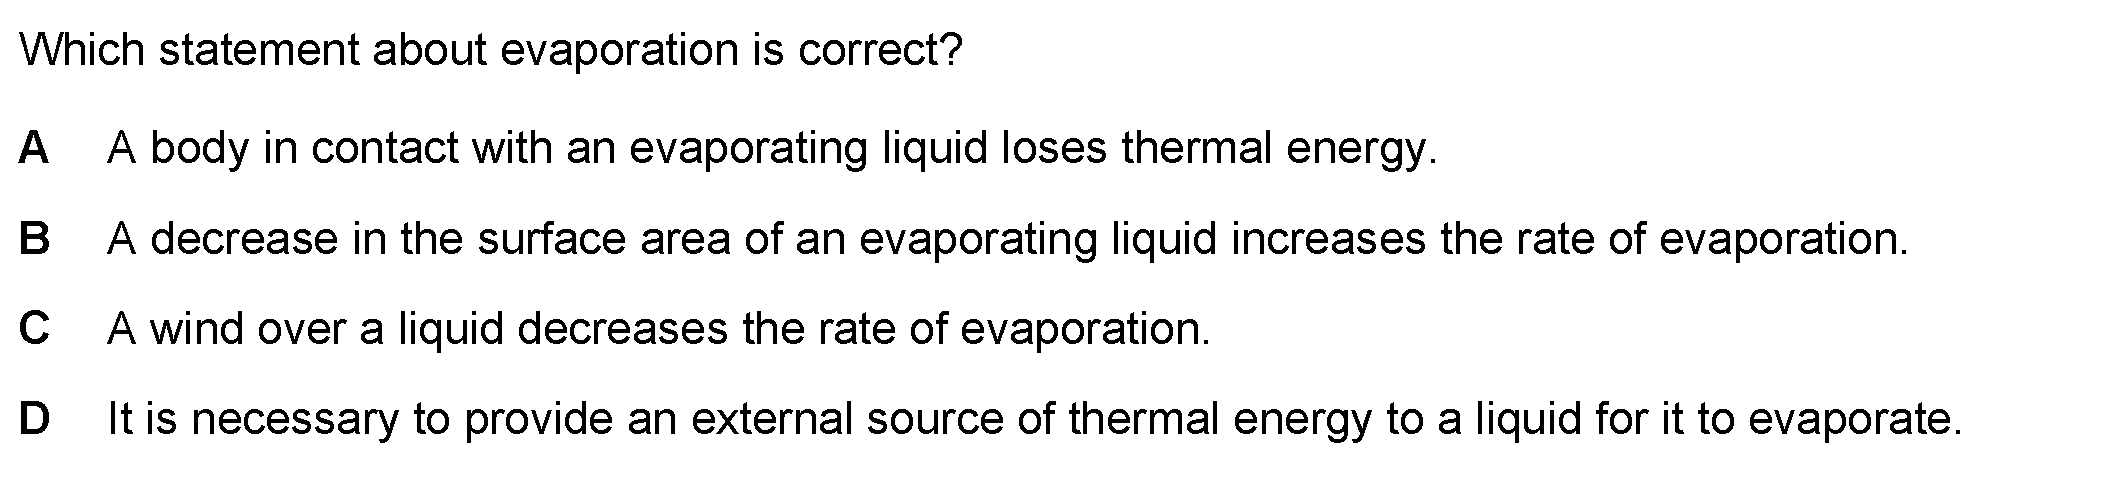 Which statement about evaporation is correct?
A A body in contact with an evaporating liquid loses thermal energy.
B A decrease in the surface area of an evaporating liquid increases the rate of evaporation.
C A wind over a liquid decreases the rate of evaporation.
D It is necessary to provide an external source of thermal energy to a liquid for it to evaporate.